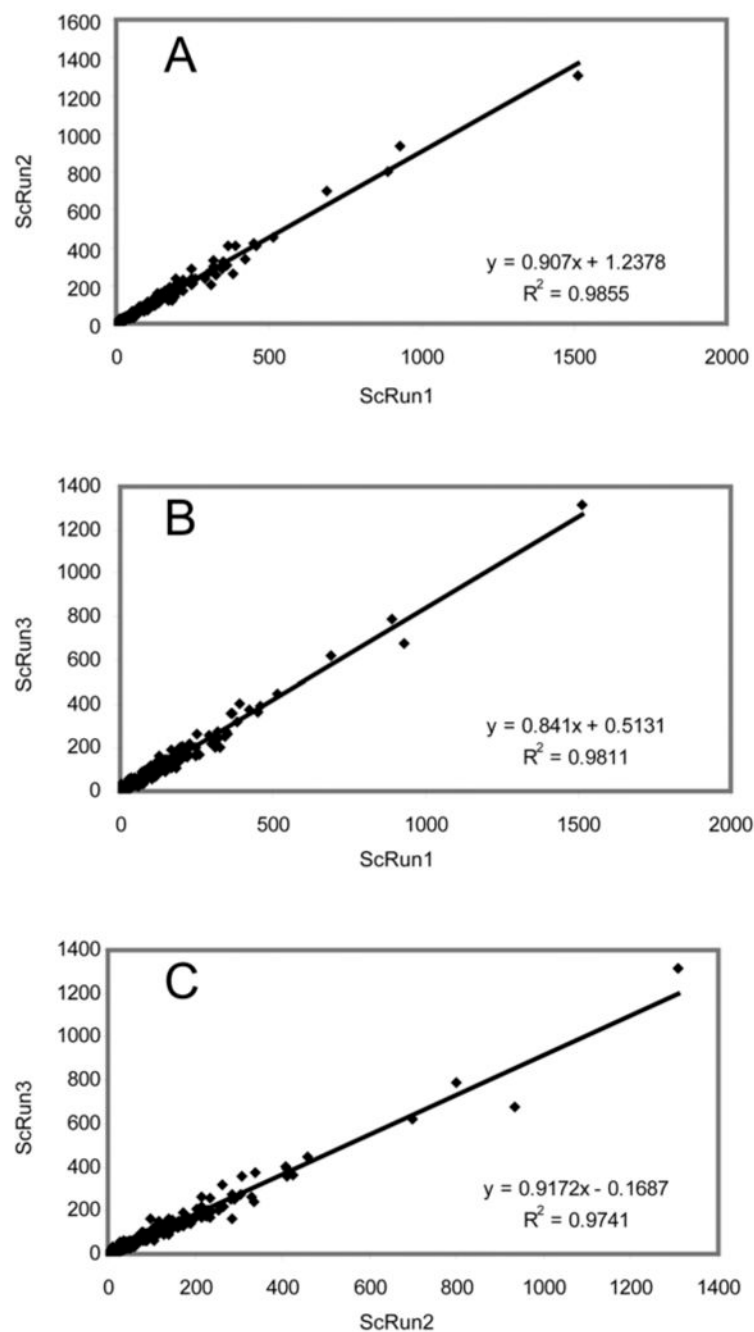 A
ScRun2
1600
1400
1200
1000
800
600
400
200
0
y = 0.907x + 1.2378
R² = 0.9855
0 500 1000 1500 2000
ScRun1
B
ScRun3
1400
1200
1000
800
600
400
200
0
y = 0.841x + 0.5131
R² = 0.9811
0 500 1000 1500 2000
ScRun1
C
ScRun3
1400
1200
1000
800
600
400
200
0
y = 0.9172x - 0.1687
R² = 0.9741
0 200 400 600 800 1000 1200 1400
ScRun2